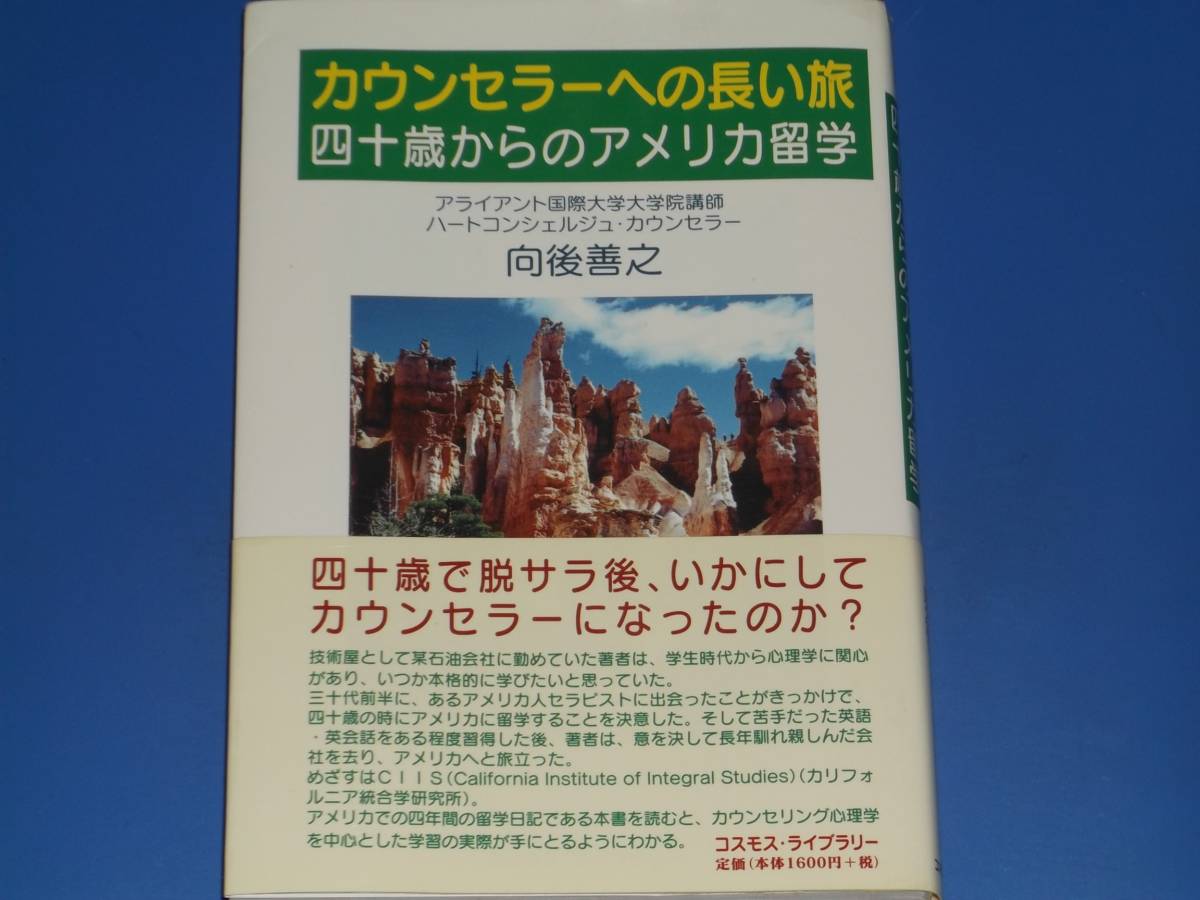 カウンセラーへの長い旅
四十歳からのアメリカ留学
アライアント国際大学大学院講師
ハートコンシェルジュ・カウンセラー
向後善之
四十歳で脱サラ後、いかにして
カウンセラーになったのか?
技術屋として某石油会社に勤めていた著者は、学生時代から心理学に関心
があり、いつか本格的に学びたいと思っていた。
三十代前半に、あるアメリカ人セラピストに出会ったことがきっかけで、
四十歳の時にアメリカに留学することを決意した。そして苦手だった英語
・英会話をある程度習得した後、著者は、意を決して長年馴れ親しんだ会
社を去り、アメリカへと旅立った。
めざすはCIIS(California Institute of Integral Studies)(カリフォ
ルニア統合学研究所)。
アメリカでの四年間の留学日記である本書を読むと、カウンセリング心理学
を中心とした学習の実際が手にとるようにわかる。
コスモス・ライブラリー
定価(本体1600円+税)
四十歳からのアメリカ留学